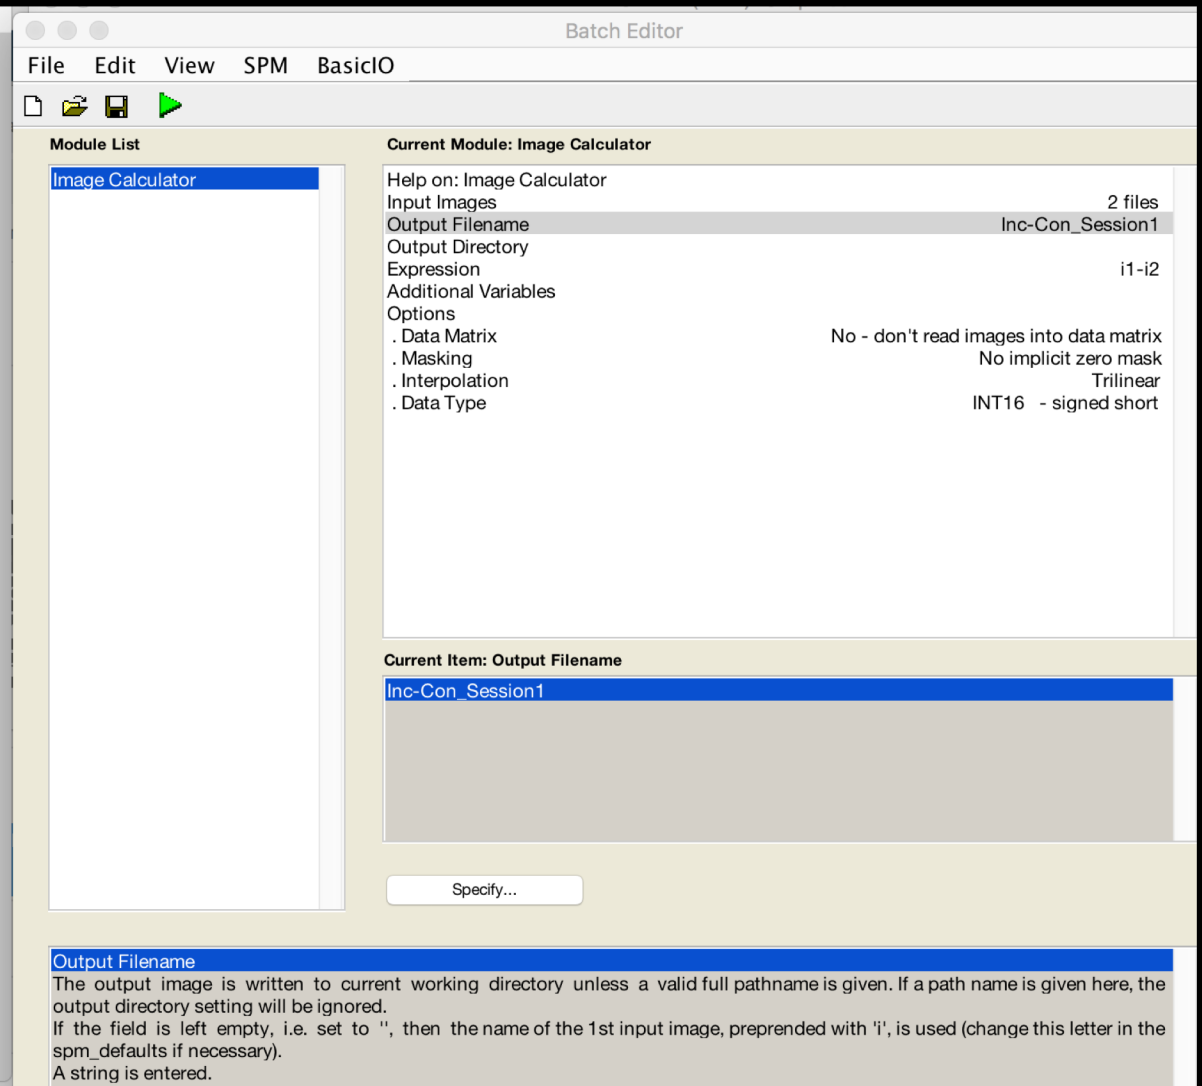 Batch Editor
File Edit View SPM BasicIO
Module List
Current Module: Image Calculator
Image Calculator
Help on: Image Calculator
Input Images 2 files
Output Filename Inc-Con_Session1
Output Directory
Expression i1-i2
Additional Variables
Options
. Data Matrix No - don't read images into data matrix
. Masking No implicit zero mask
. Interpolation Trilinear
. Data Type INT16 - signed short
Current Item: Output Filename
Inc-Con_Session1
Specify...
Output Filename
The output image is written to current working directory unless a valid full pathname is given. If a path name is given here, the
output directory setting will be ignored.
If the field is left empty, i.e. set to '', then the name of the 1st input image, preprended with 'i', is used (change this letter in the
spm_defaults if necessary).
A string is entered.